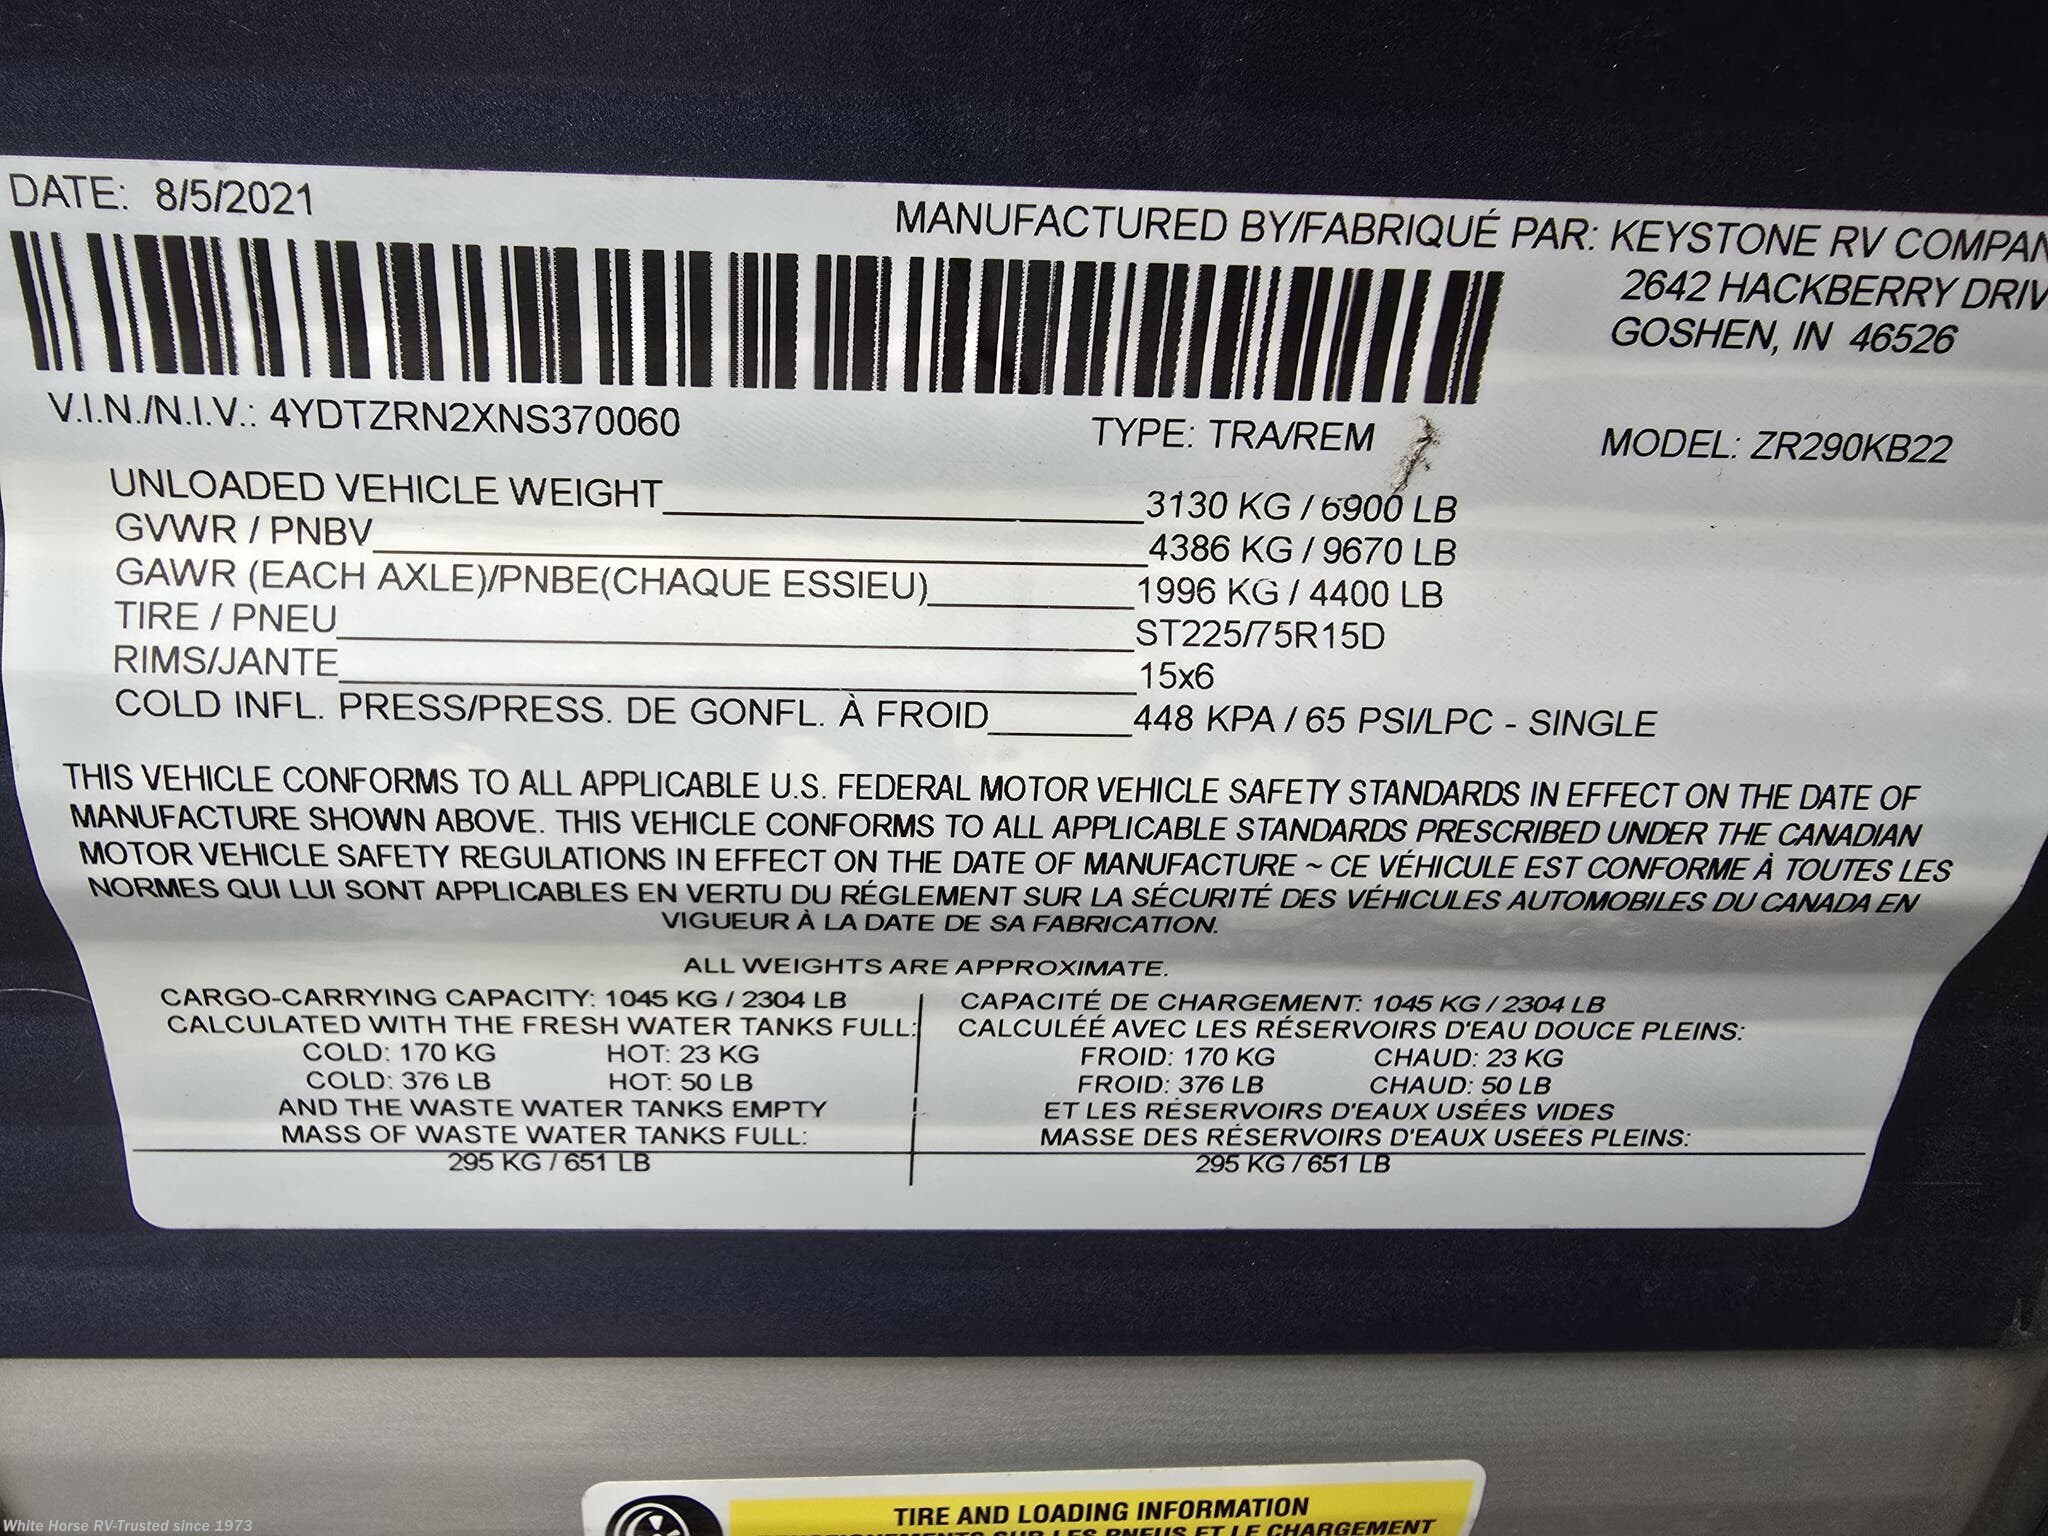 DATE: 8/5/2021
MANUFACTURED BY/FABRIQUÉ PAR: KEYSTONE RV COMPAN
2642 HACKBERRY DRIV
GOSHEN, IN 46526
V.I.N./N.I.V.: 4YDTZRN2XNS370060 TYPE: TRA/REM MODEL: ZR290KB22
UNLOADED VEHICLE WEIGHT 3130 KG / 6900 LB
GVWR / PNBV 4386 KG / 9670 LB
GAWR (EACH AXLE)/PNBE(CHAQUE ESSIEU) 1996 KG / 4400 LB
TIRE / PNEU ST225/75R15D
RIMS/JANTE 15x6
COLD INFL. PRESS/PRESS. DE GONFL. À FROID 448 KPA / 65 PSI/LPC - SINGLE
THIS VEHICLE CONFORMS TO ALL APPLICABLE U.S. FEDERAL MOTOR VEHICLE SAFETY STANDARDS IN EFFECT ON THE DATE OF
MANUFACTURE SHOWN ABOVE. THIS VEHICLE CONFORMS TO ALL APPLICABLE STANDARDS PRESCRIBED UNDER THE CANADIAN
MOTOR VEHICLE SAFETY REGULATIONS IN EFFECT ON THE DATE OF MANUFACTURE ~ CE VÉHICULE EST CONFORME À TOUTES LES
NORMES QUI LUI SONT APPLICABLES EN VERTU DU RÉGLEMENT SUR LA SÉCURITÉ DES VÉHICULES AUTOMOBILES DU CANADA EN
VIGUEUR À LA DATE DE SA FABRICATION.
ALL WEIGHTS ARE APPROXIMATE.
CARGO-CARRYING CAPACITY: 1045 KG / 2304 LB
CALCULATED WITH THE FRESH WATER TANKS FULL:
COLD: 170 KG HOT: 23 KG
COLD: 376 LB HOT: 50 LB
AND THE WASTE WATER TANKS EMPTY
MASS OF WASTE WATER TANKS FULL:
295 KG / 651 LB
CAPACITÉ DE CHARGEMENT: 1045 KG / 2304 LB
CALCULÉÉ AVEC LES RÉSERVOIRS D'EAU DOUCE PLEINS:
FROID: 170 KG CHAUD: 23 KG
FROID: 376 LB CHAUD: 50 LB
ET LES RÉSERVOIRS D'EAUX USÉES VIDES
MASSE DES RÉSERVOIRS D'EAUX USÉES PLEINS:
295 KG / 651 LB
TIRE AND LOADING INFORMATION
SUR LES PNEUS ET LE CHARGEMENT
White Horse RV-Trusted since 1973